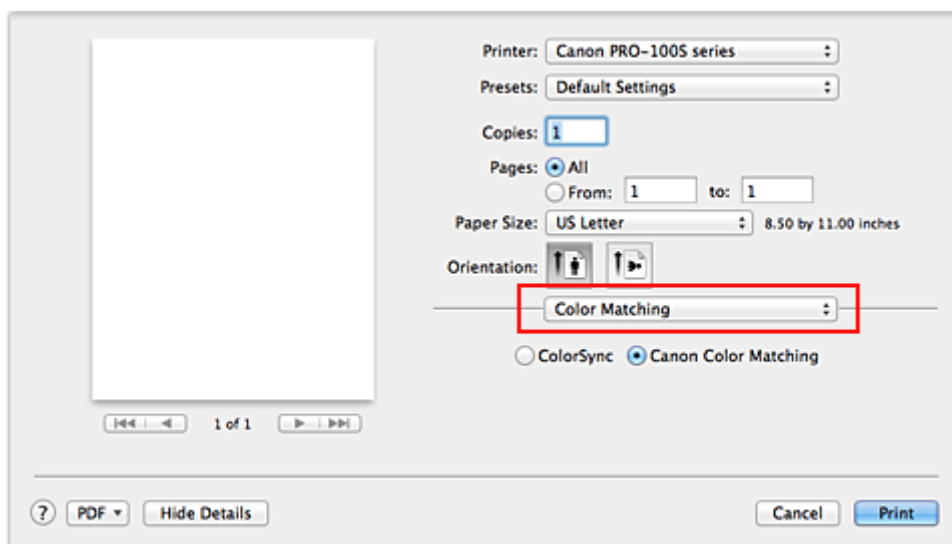 Printer: Canon PRO-100S series
Presets: Default Settings
Copies: 1
Pages: All
From: 1 to: 1
Paper Size: US Letter 8.50 by 11.00 inches
Orientation:
Color Matching
ColorSync Canon Color Matching
1 of 1
? PDF Hide Details Cancel Print